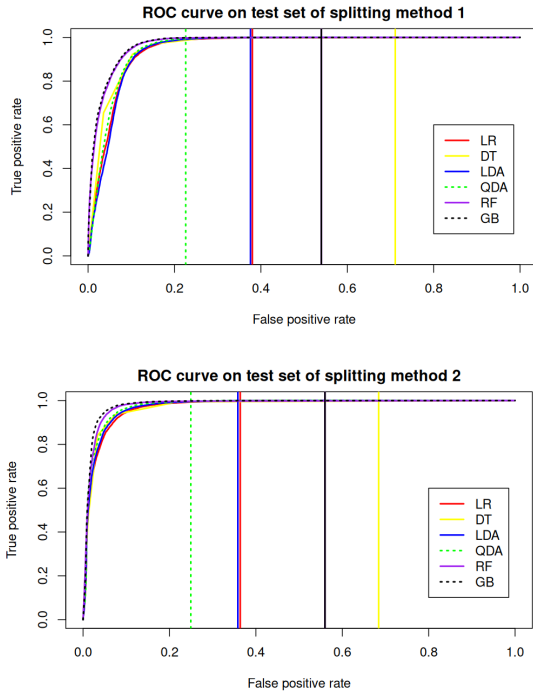 ROC curve on test set of splitting method 1
True positive rate
1.0
0.8
0.6
0.4
0.2
0.0
LR
DT
LDA
QDA
RF
GB
0.0 0.2 0.4 0.6 0.8 1.0
False positive rate
ROC curve on test set of splitting method 2
True positive rate
1.0
0.8
0.6
0.4
0.2
0.0
LR
DT
LDA
QDA
RF
GB
0.0 0.2 0.4 0.6 0.8 1.0
False positive rate